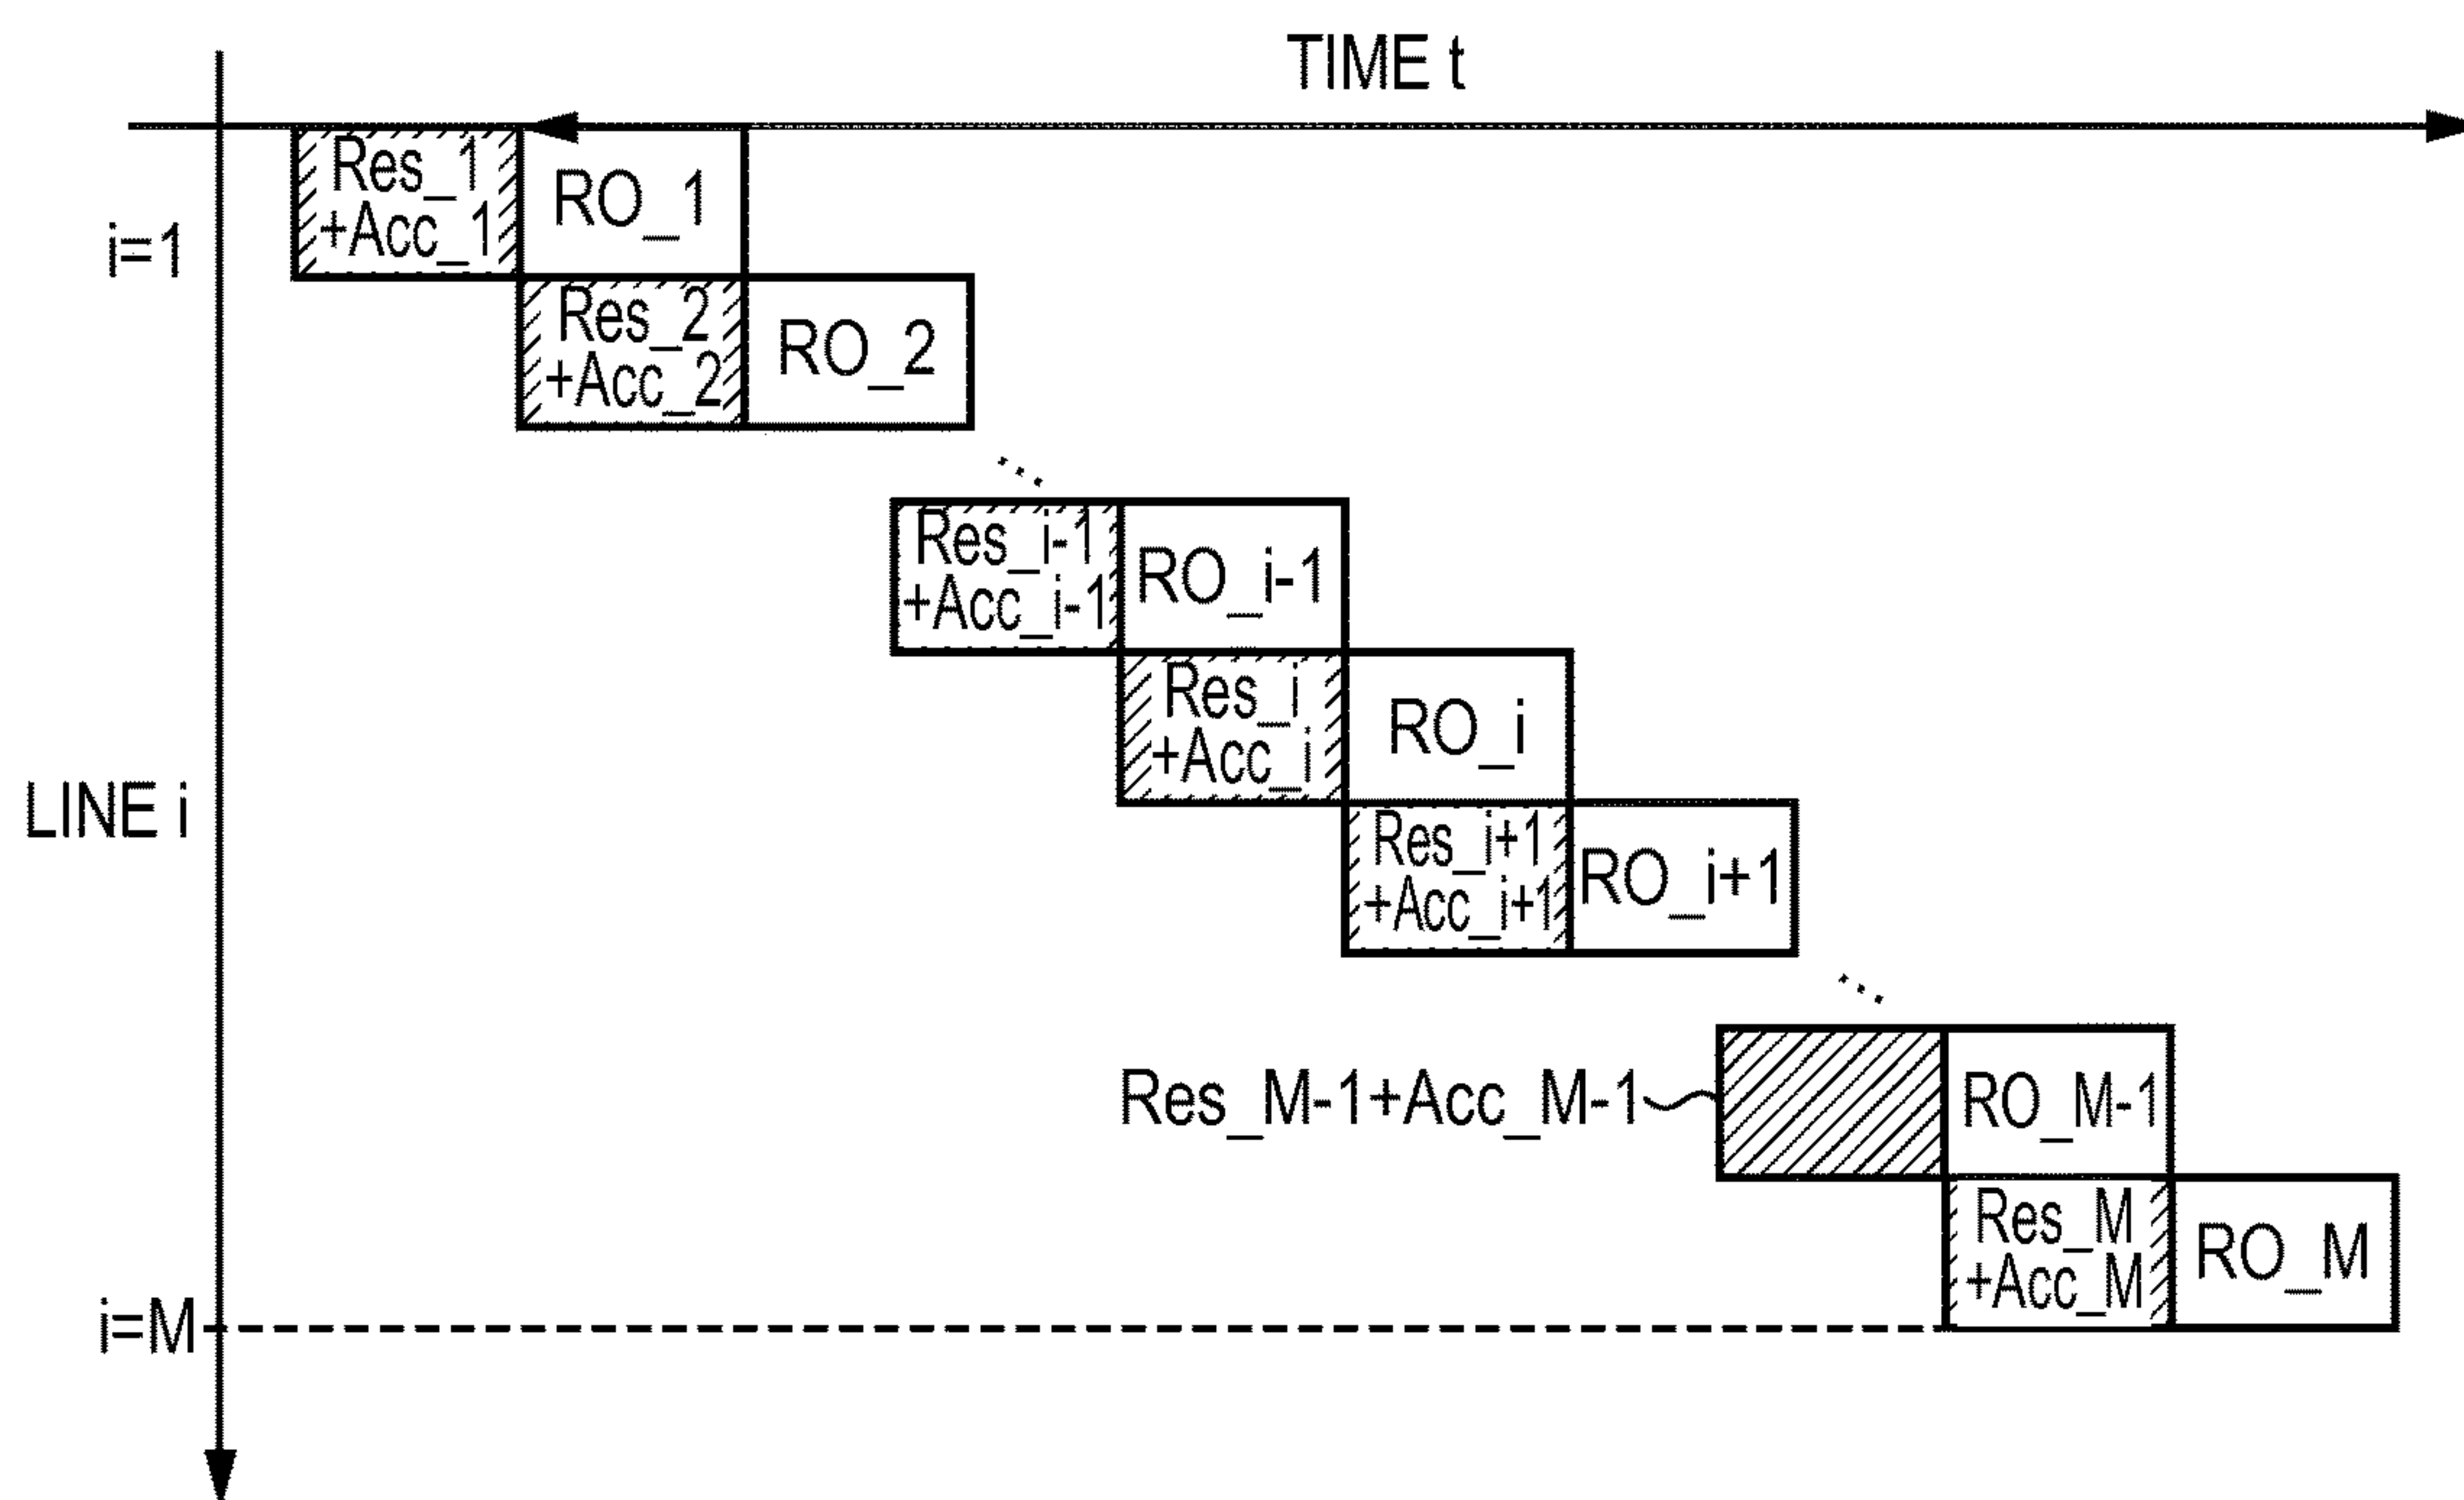 TIME t
i=1
Res_1
+Acc_1
RO_1
Res_2
+Acc_2
RO_2
...
Res_i-1
+Acc_i-1
RO_i-1
Res_i
+Acc_i
RO_i
LINE i
Res_i+1
+Acc_i+1
RO_i+1
...
Res_M-1+Acc_M-1
RO_M-1
Res_M
+Acc_M
RO_M
i=M